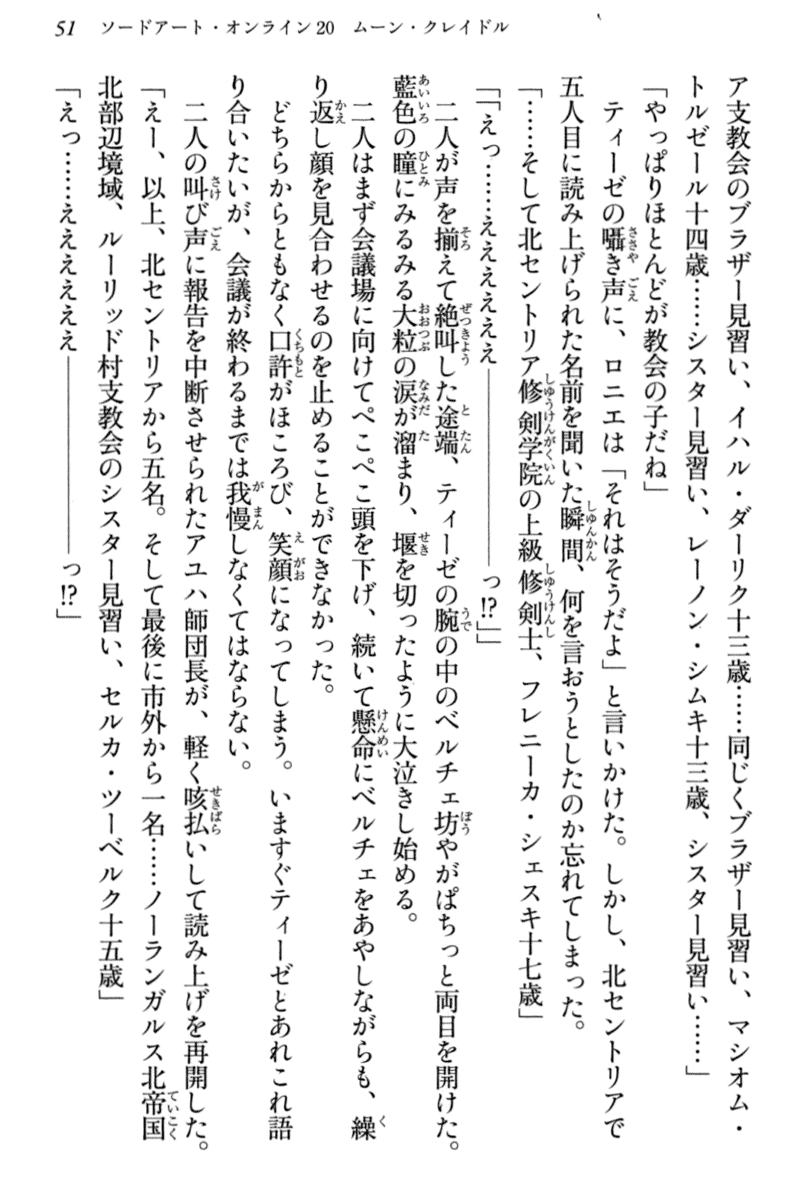 51　ソードアート・オンライン20　ムーン・クレイドル
ア支教会のブラザー見習い、イハル・ダーリク十三歳……同じくブラザー見習い、マシオム・
トルゼール十四歳……シスター見習い、レーノン・シムキ十三歳、シスター見習い……」
「やっぱりほとんどが教会の子だね」
　ティーゼの囁き声に、ロニエは「それはそうだよ」と言いかけた。しかし、北セントリアで
五人目に読み上げられた名前を聞いた瞬間、何を言おうとしたのか忘れてしまった。
「……そして北セントリア修剣学院の上級修剣士、フレニーカ・シェスキ十七歳」
「「えっ……ええええええ――――――――っ!?」」
　二人が声を揃えて絶叫した途端、ティーゼの腕の中のベルチェ坊やがぱちっと両目を開けた。
藍色の瞳にみるみる大粒の涙が溜まり、堰を切ったように大泣きし始める。
　二人はまず会議場に向けてぺこぺこ頭を下げ、続いて懸命にベルチェをあやしながらも、繰
り返し顔を見合わせるのを止めることができなかった。
　どちらからともなく口許がほころび、笑顔になってしまう。いますぐティーゼとあれこれ語
り合いたいが、会議が終わるまでは我慢しなくてはならない。
　二人の叫び声に報告を中断させられたアユハ師団長が、軽く咳払いして読み上げを再開した。
「えー、以上、北セントリアから五名。そして最後に市外から一名……ノーランガルス北帝国
北部辺境域、ルーリッド村支教会のシスター見習い、セルカ・ツーベルク十五歳」
「えっ……ええええええ――――――――っ!?」